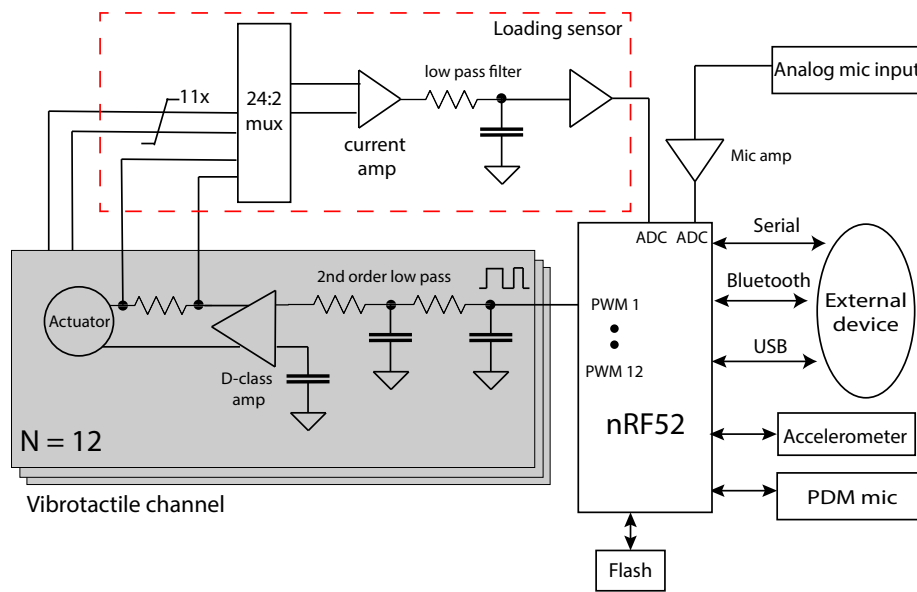 Loading sensor
Analog mic input
low pass filter
11x
24:2
mux
current
amp
Mic amp
ADC
ADC
Serial
Bluetooth
USB
External
device
2nd order low pass
PWM 1
PWM 12
Actuator
D-class
amp
nRF52
N = 12
Accelerometer
PDM mic
Vibrotactile channel
Flash